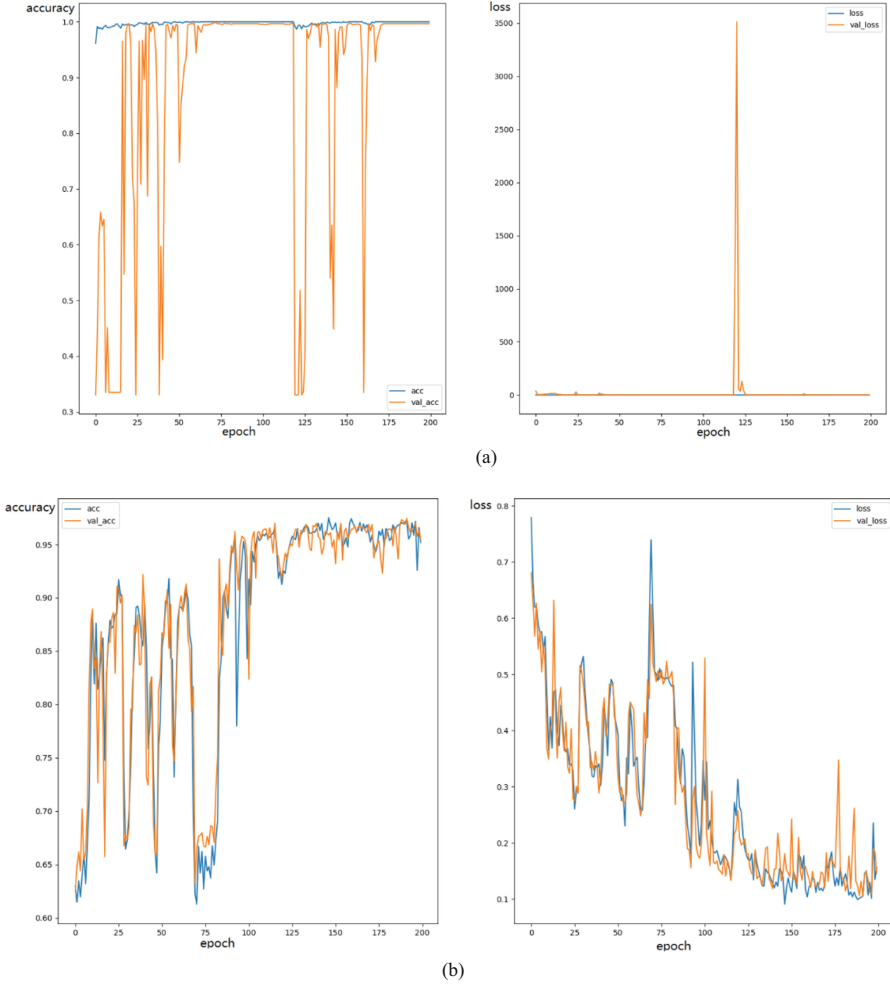 accuracy
1.0
0.9
0.8
0.7
0.6
0.5
0.4
0.3
0 25 50 75 100 125 150 175 200
epoch
acc
val_acc
loss
3500
3000
2500
2000
1500
1000
500
0
0 25 50 75 100 125 150 175 200
epoch
loss
val_loss
(a)
accuracy
acc
val_acc
0.95
0.90
0.85
0.80
0.75
0.70
0.65
0.60
0 25 50 75 100 125 150 175 200
epoch
loss
0.8
0.7
0.6
0.5
0.4
0.3
0.2
0.1
0 25 50 75 100 125 150 175 200
epoch
loss
val_loss
(b)